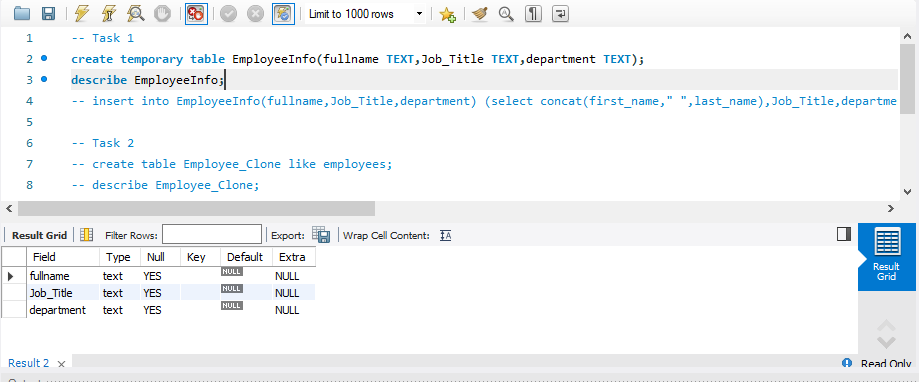 Limit to 1000 rows
1 -- Task 1
2 create temporary table EmployeeInfo(fullname TEXT,Job_Title TEXT,department TEXT);
3 describe EmployeeInfo;
4 -- insert into EmployeeInfo(fullname,Job_Title,department) (select concat(first_name," ",last_name),Job_Title,departme
5
6 -- Task 2
7 -- create table Employee_Clone like employees;
8 -- describe Employee_Clone;
Result Grid Filter Rows: Export: Wrap Cell Content: IA
Field Type Null Key Default Extra
fullname text YES NULL NULL
Job_Title text YES NULL NULL
department text YES NULL NULL
Result Grid
Result 2 Read Only